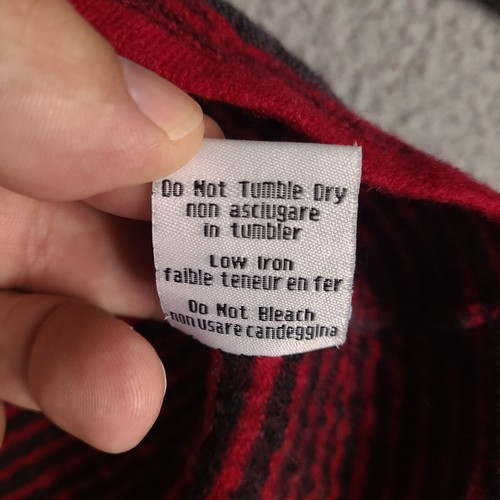 Do Not Tumble Dry
non asciugare
in tumbler
Low Iron
faible teneur en fer
Do Not Bleach
non usare candeggina